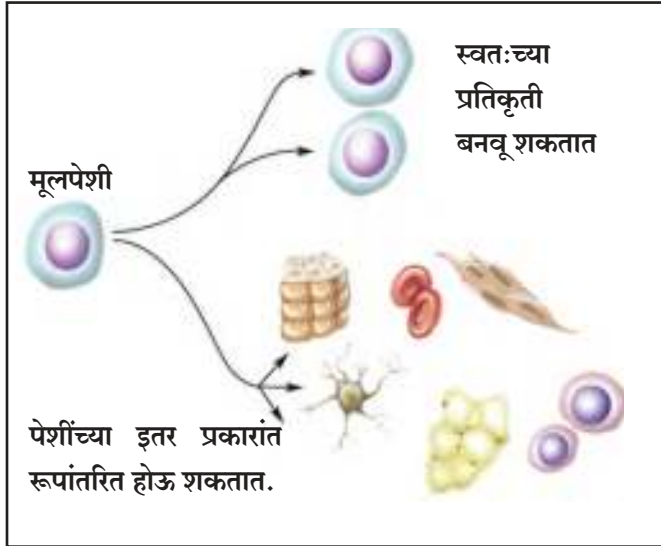 स्वतःच्या
प्रतिकृती
बनवू शकतात
मूलपेशी
पेशींच्या इतर प्रकारांत
रूपांतरित होऊ शकतात.